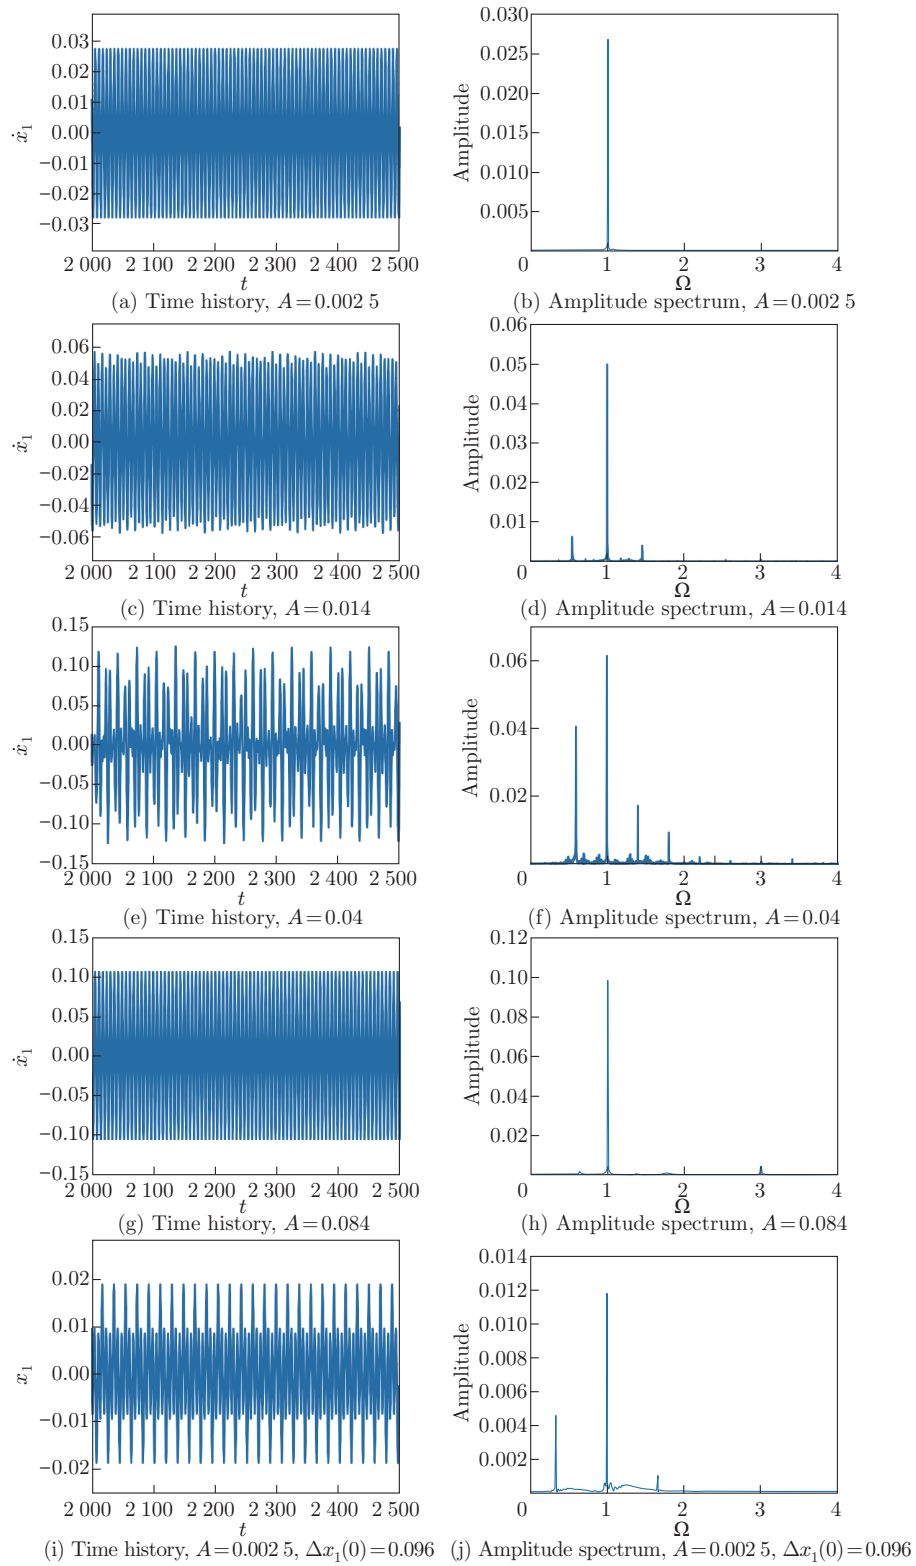 0.03
0.02
0.01
0.00
−0.01
−0.02
−0.03
ẋ1
2 000 2 100 2 200 2 300 2 400 2 500
t
(a) Time history, A=0.002 5
0.030
0.025
0.020
0.015
0.010
0.005
Amplitude
0 1 2 3 4
Ω
(b) Amplitude spectrum, A=0.002 5
0.06
0.04
0.02
0.00
−0.02
−0.04
−0.06
ẋ1
2 000 2 100 2 200 2 300 2 400 2 500
t
(c) Time history, A=0.014
0.06
0.05
0.04
0.03
0.02
0.01
Amplitude
0 1 2 3 4
Ω
(d) Amplitude spectrum, A=0.014
0.15
0.10
0.05
0.00
−0.05
−0.10
−0.15
ẋ1
2 000 2 100 2 200 2 300 2 400 2 500
t
(e) Time history, A=0.04
0.06
0.04
0.02
Amplitude
0 1 2 3 4
Ω
(f) Amplitude spectrum, A=0.04
0.15
0.10
0.05
0.00
−0.05
−0.10
−0.15
ẋ1
2 000 2 100 2 200 2 300 2 400 2 500
t
(g) Time history, A=0.084
0.12
0.10
0.08
0.06
0.04
0.02
Amplitude
0 1 2 3 4
Ω
(h) Amplitude spectrum, A=0.084
0.02
0.01
0.00
−0.01
−0.02
x1
2 000 2 100 2 200 2 300 2 400 2 500
t
(i) Time history, A=0.002 5, Δx1(0)=0.096
0.014
0.012
0.010
0.008
0.006
0.004
0.002
Amplitude
0 1 2 3 4
Ω
(j) Amplitude spectrum, A=0.002 5, Δx1(0)=0.096